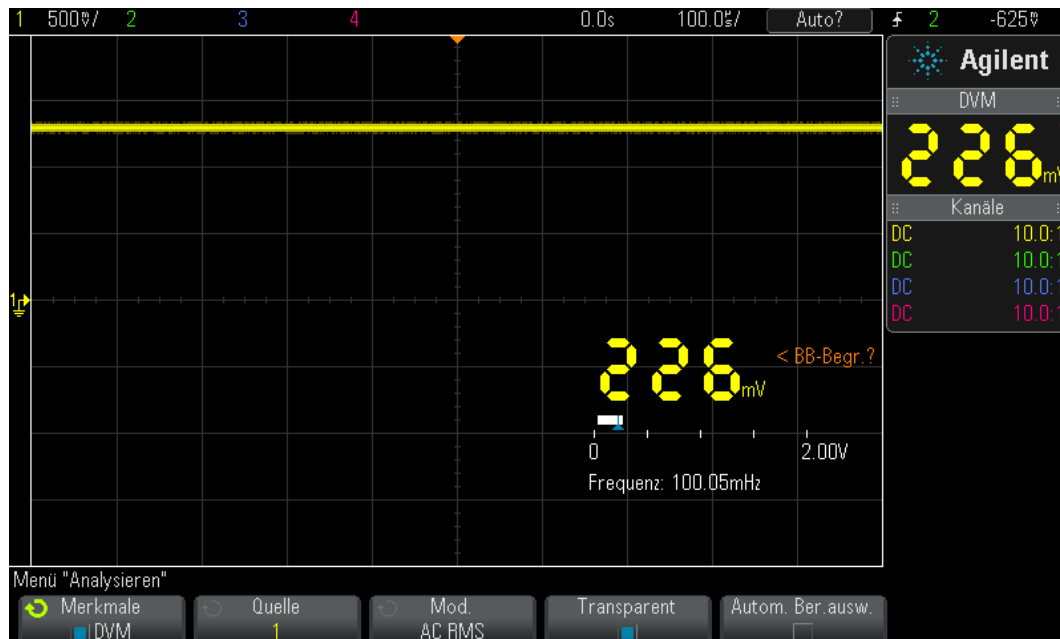 1 500mV/ 2 3 4 0.0s 100.0µs/ Auto? 2 -625mV
Agilent
DVM
226mV
Kanäle
DC 10.0:1
DC 10.0:1
DC 10.0:1
DC 10.0:1
1
226mV
< BB-Begr.?
0 2.00V
Frequenz: 100.05mHz
Menü "Analysieren"
Merkmale Quelle Mod. Transparent Autom. Ber.ausw.
DVM 1 AC RMS